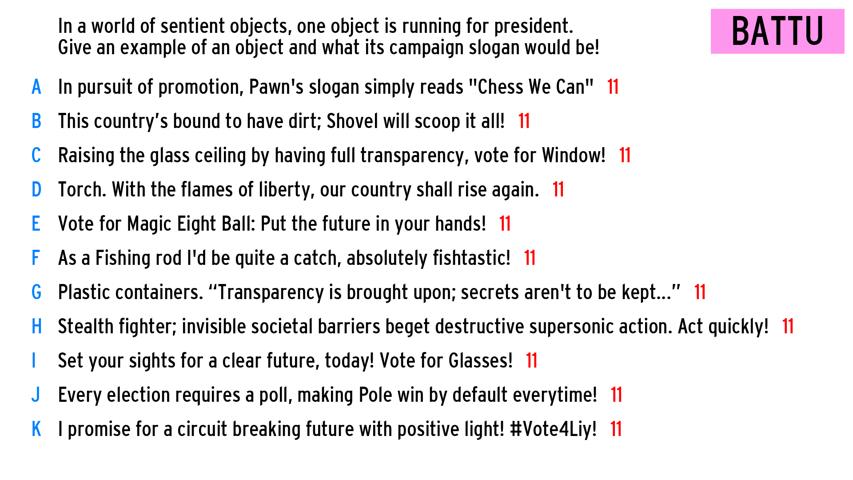 In a world of sentient objects, one object is running for president.
Give an example of an object and what its campaign slogan would be!
BATTU
A In pursuit of promotion, Pawn's slogan simply reads "Chess We Can" 11
B This country’s bound to have dirt; Shovel will scoop it all! 11
C Raising the glass ceiling by having full transparency, vote for Window! 11
D Torch. With the flames of liberty, our country shall rise again. 11
E Vote for Magic Eight Ball: Put the future in your hands! 11
F As a Fishing rod I'd be quite a catch, absolutely fishtastic! 11
G Plastic containers. “Transparency is brought upon; secrets aren't to be kept...” 11
H Stealth fighter; invisible societal barriers beget destructive supersonic action. Act quickly! 11
I Set your sights for a clear future, today! Vote for Glasses! 11
J Every election requires a poll, making Pole win by default everytime! 11
K I promise for a circuit breaking future with positive light! #Vote4Liy! 11